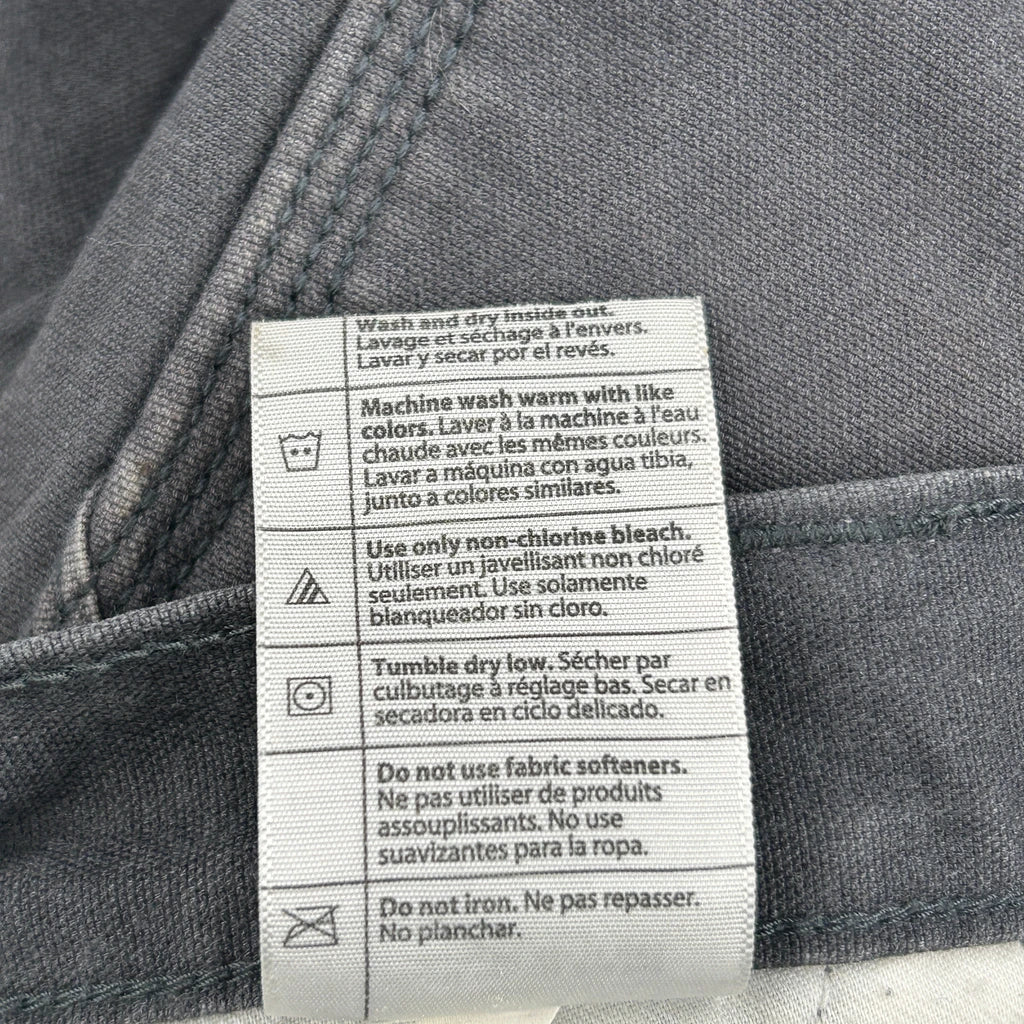 Wash and dry inside out.
Lavage et séchage à l'envers.
Lavar y secar por el revés.
Machine wash warm with like
colors. Laver à la machine à l'eau
chaude avec les mêmes couleurs.
Lavar a máquina con agua tibia,
junto a colores similares.
Use only non-chlorine bleach.
Utiliser un javellisant non chloré
seulement. Use solamente
blanqueador sin cloro.
Tumble dry low. Sécher par
culbutage à réglage bas. Secar en
secadora en ciclo delicado.
Do not use fabric softeners.
Ne pas utiliser de produits
assouplissants. No use
suavizantes para la ropa.
Do not iron. Ne pas repasser.
No planchar.